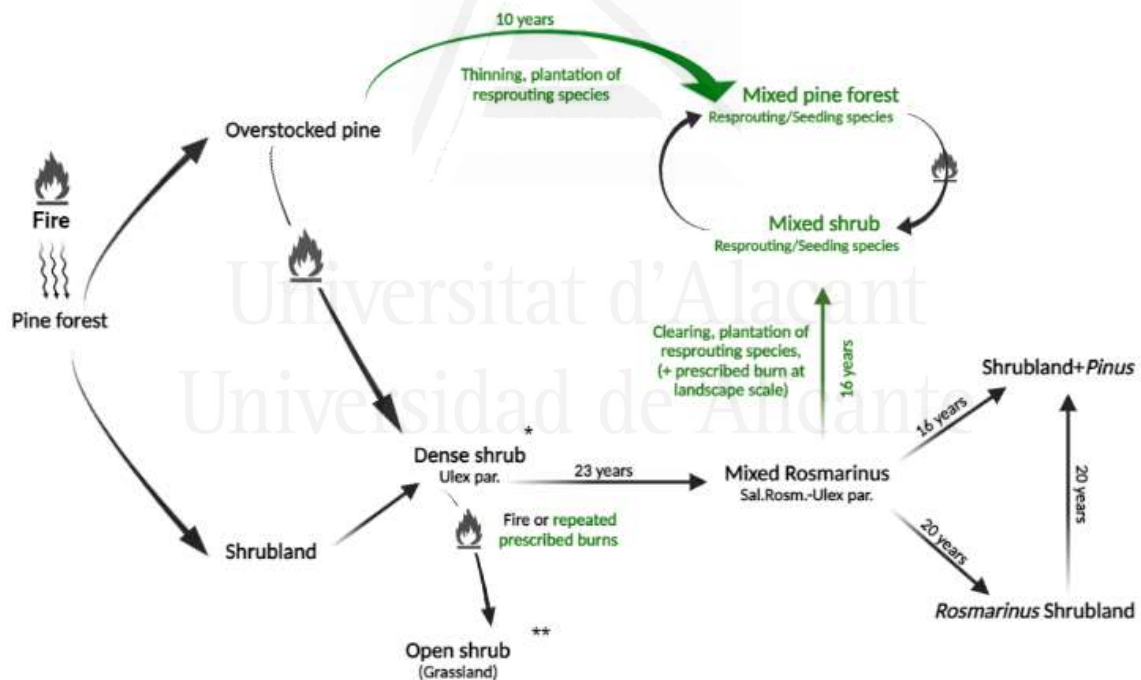 10 years
Thinning, plantation of
resprouting species
Mixed pine forest
Resprouting/Seeding species
Overstocked pine
Fire
Mixed shrub
Resprouting/Seeding species
Universitat d'Alacant
Universidad de Alicante
Pine forest
Clearing, plantation of
resprouting species,
(+ prescribed burn at
landscape scale)
16 years
Shrubland+Pinus
16 years
20 years
Dense shrub *
Ulex par.
23 years
Mixed Rosmarinus
Sal.Rosm.-Ulex par.
Fire or repeated
prescribed burns
20 years
Shrubland
Rosmarinus Shrubland
Open shrub **
(Grassland)